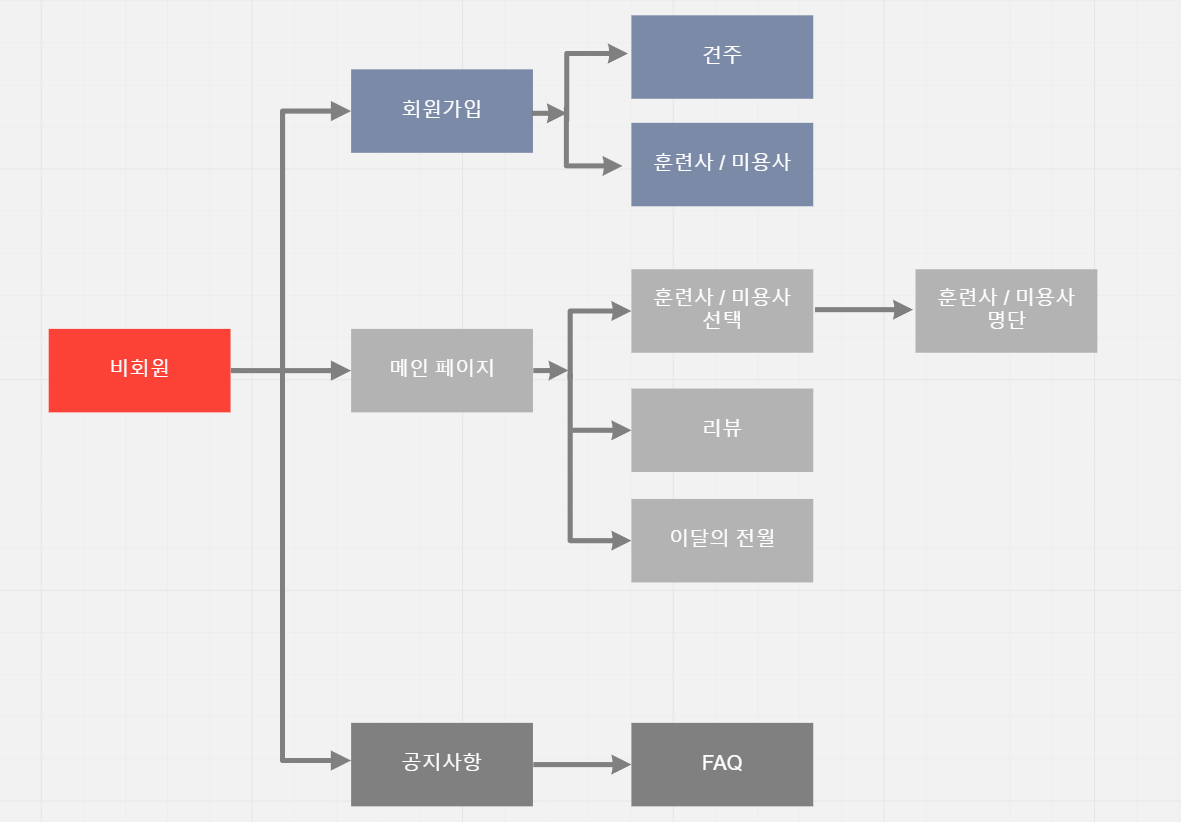 견주
회원가입
훈련사 / 미용사
훈련사 / 미용사
선택
훈련사 / 미용사
명단
비회원
메인 페이지
리뷰
이달의 전월
공지사항
FAQ